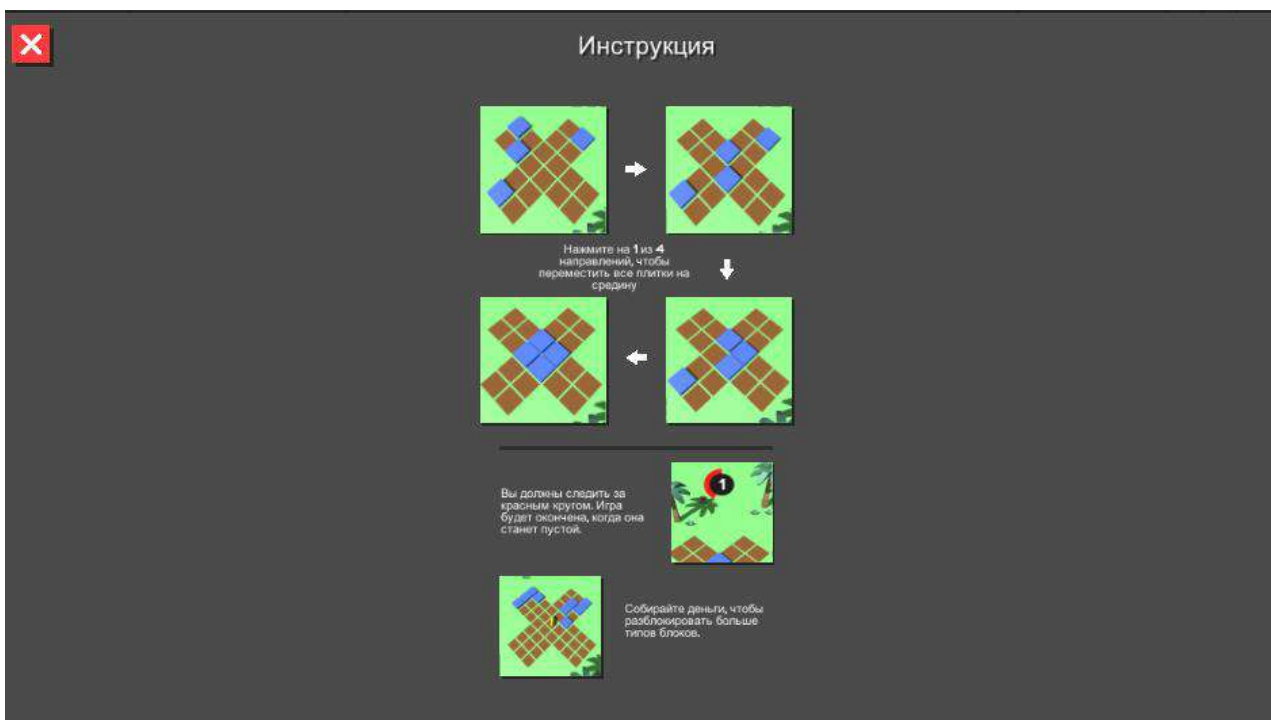 Инструкция
Нажмите на 1 из 4
направлений, чтобы
переместить все плитки на
средину
Вы должны следить за
красным кругом. Игра
будет окончена, когда она
станет пустой.
1
Собирайте деньги, чтобы
разблокировать больше
типов блоков.